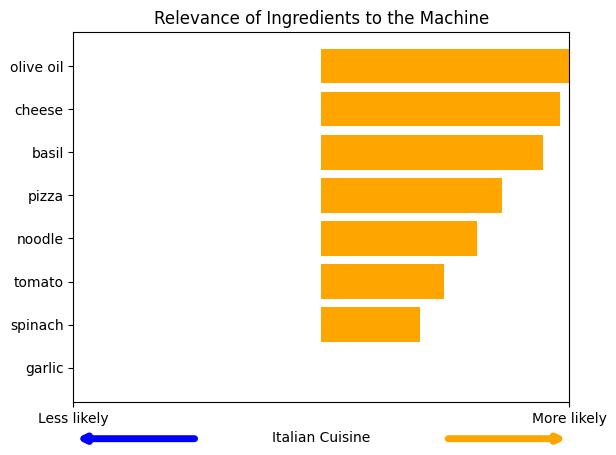 Relevance of Ingredients to the Machine
olive oil
cheese
basil
pizza
noodle
tomato
spinach
garlic
Less likely
More likely
Italian Cuisine